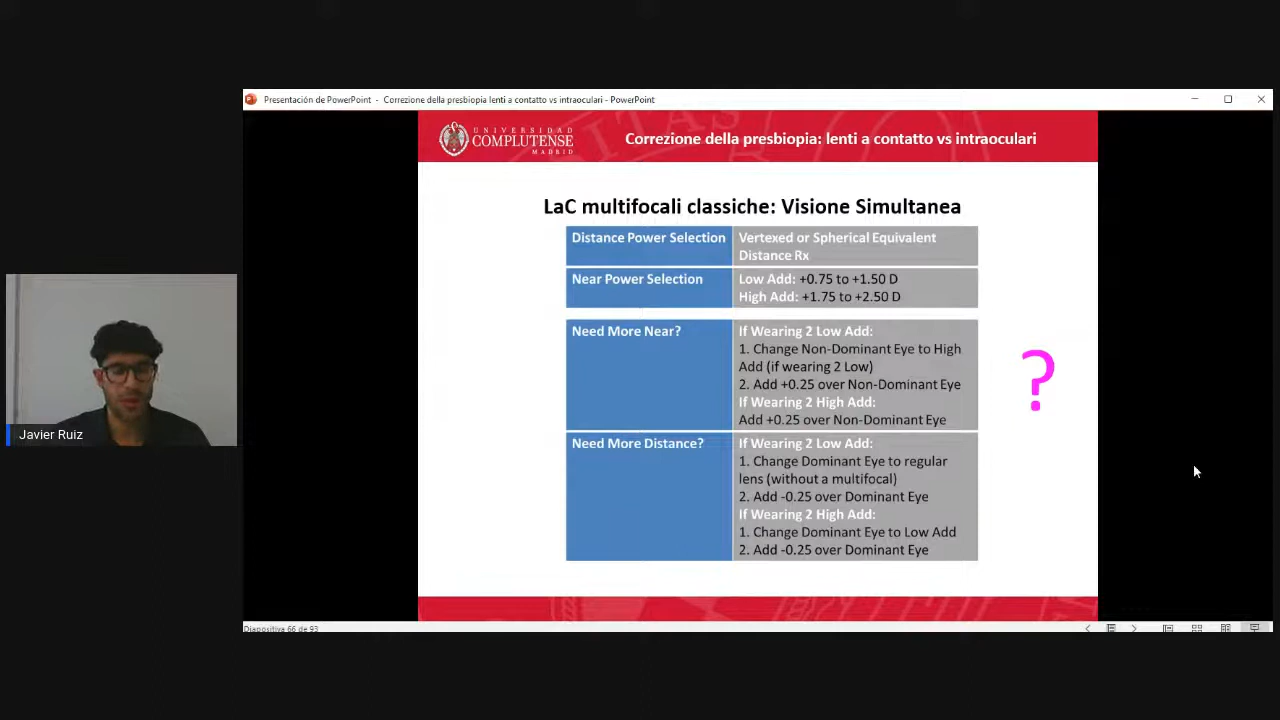 Presentación de PowerPoint - Correzione della presbiopia lenti a contatto vs intraoculari - PowerPoint
UNIVERSIDAD
COMPLUTENSE
MADRID
Correzione della presbiopia: lenti a contatto vs intraoculari
LaC multifocali classiche: Visione Simultanea
Distance Power Selection
Vertexed or Spherical Equivalent
Distance Rx
Near Power Selection
Low Add: +0.75 to +1.50 D
High Add: +1.75 to +2.50 D
Need More Near?
If Wearing 2 Low Add:
1. Change Non-Dominant Eye to High
Add (if wearing 2 Low)
2. Add +0.25 over Non-Dominant Eye
If Wearing 2 High Add:
Add +0.25 over Non-Dominant Eye
?
Need More Distance?
If Wearing 2 Low Add:
1. Change Dominant Eye to regular
lens (without a multifocal)
2. Add -0.25 over Dominant Eye
If Wearing 2 High Add:
1. Change Dominant Eye to Low Add
2. Add -0.25 over Dominant Eye
Javier Ruiz
Diapositiva 66 de 93